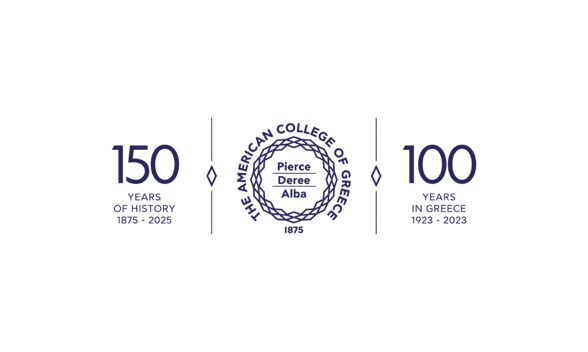 150
YEARS
OF HISTORY
1875 - 2025
THE AMERICAN COLLEGE OF GREECE
Pierce
Deree
Alba
1875
100
YEARS
IN GREECE
1923 - 2023